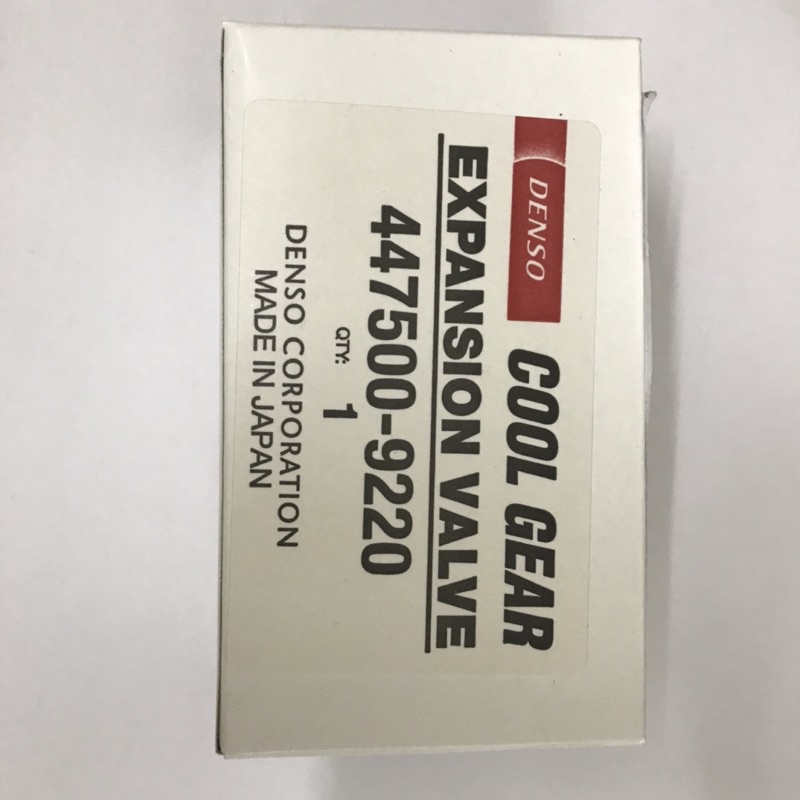 DENSO COOL GEAR
EXPANSION VALVE
447500-9220
QTY: 1
DENSO CORPORATION
MADE IN JAPAN